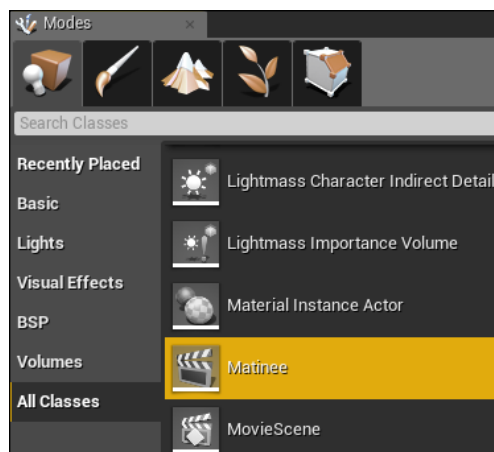 Modes
Search Classes
Recently Placed
Basic
Lights
Visual Effects
BSP
Volumes
All Classes
Lightmass Character Indirect Detail
Lightmass Importance Volume
Material Instance Actor
Matinee
MovieScene